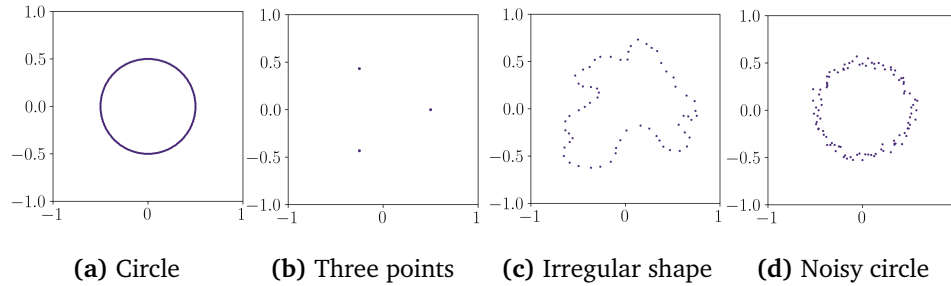 1.0 1.0 1.0 1.0
0.5 0.5 0.5 0.5
0.0 0.0 0.0 0.0
−0.5 −0.5 −0.5 −0.5
−1.0 −1.0 −1.0 −1.0
−1 0 1 −1 0 1 −1 0 1 −1 0
(a) Circle (b) Three points (c) Irregular shape (d) Noisy circle